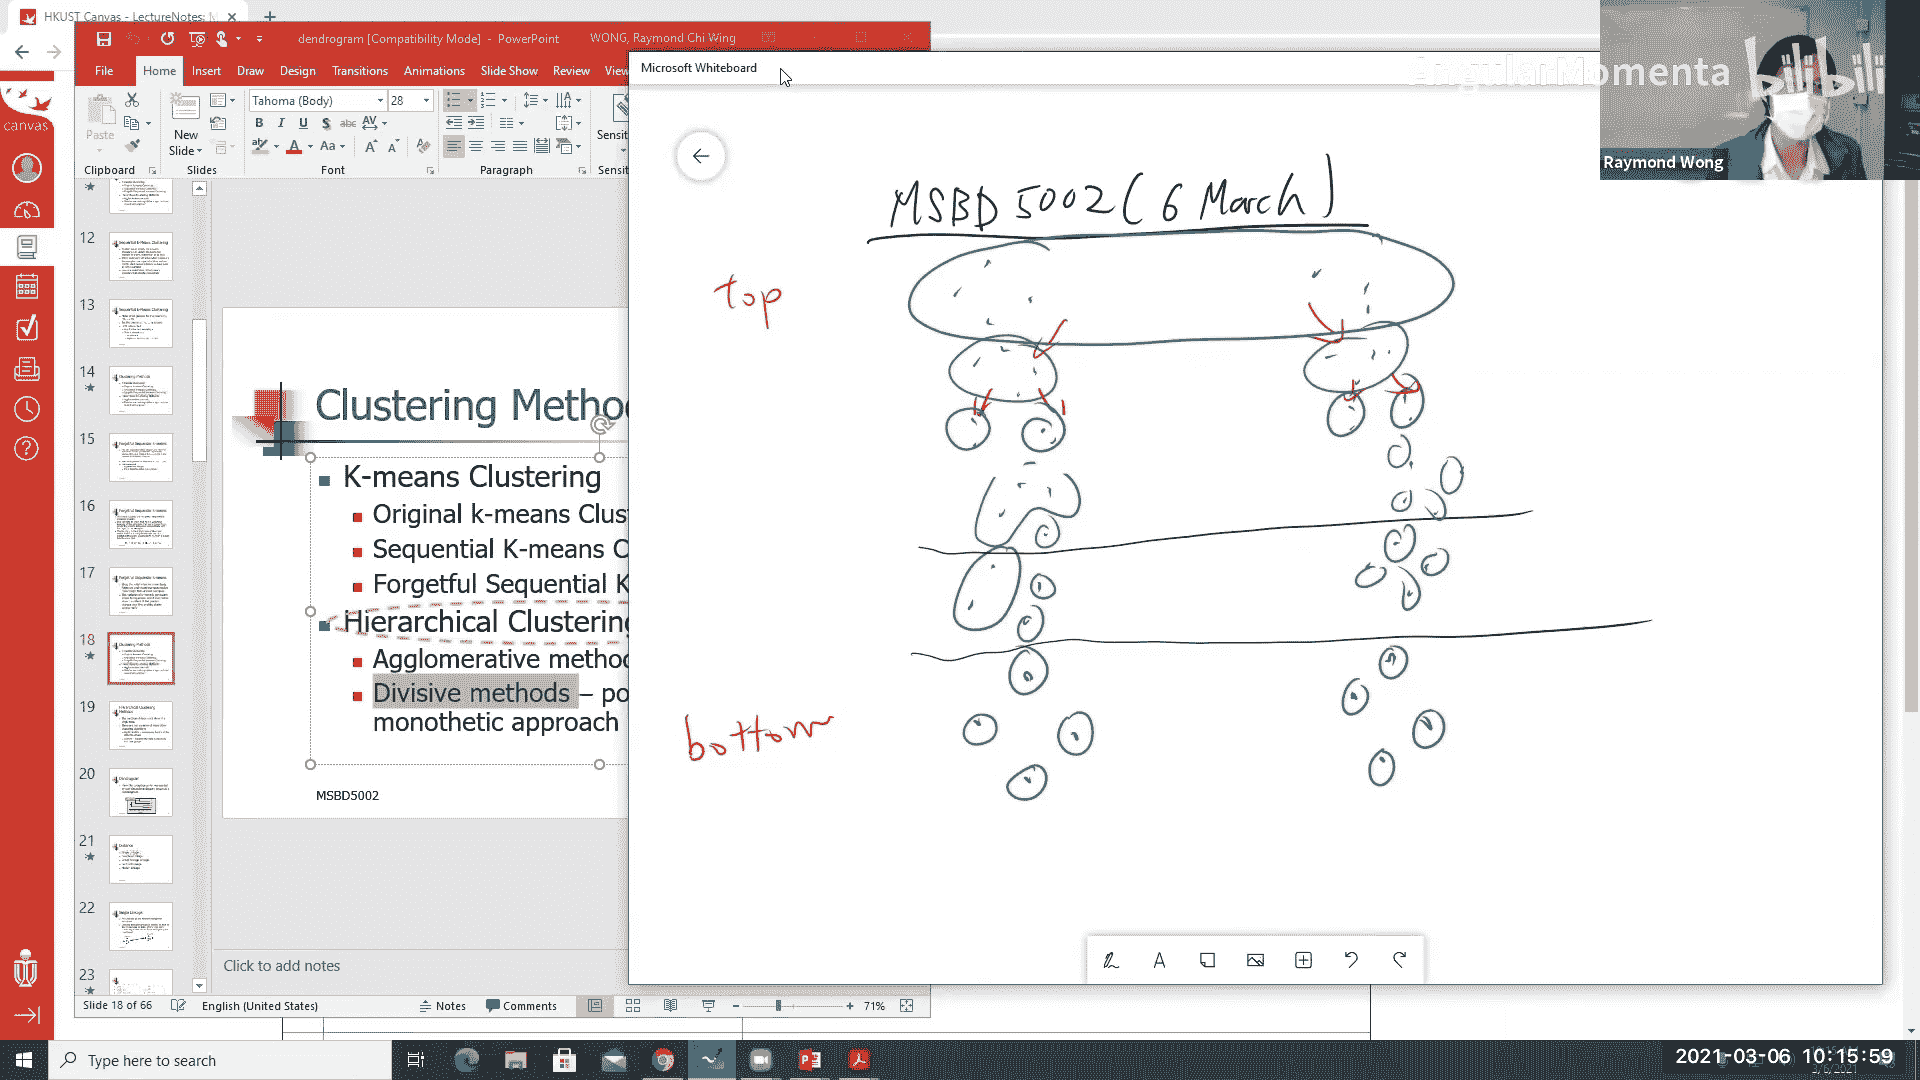 HKUST Canvas - LectureNotes:
dendrogram [Compatibility Mode] - PowerPoint
WONG, Raymond Chi Wing
File Home Insert Draw Design Transitions Animations Slide Show Review View
Microsoft Whiteboard
AngularMomenta
bilibili
Raymond Wong
canvas
Paste
New
Slide
Tahoma (Body) 28
Clipboard Slides Font Paragraph
MSBD 5002 (6 March)
top
bottom
12
13
14
15
16
17
18
19
20
21
22
23
Clustering Metho
K-means Clustering
Original k-means Clus
Sequential K-means C
Forgetful Sequential K
Hierarchical Clustering
Agglomerative metho
Divisive methods – po
monothetic approach
MSBD5002
Click to add notes
Slide 18 of 66 English (United States) Notes Comments 71%
Type here to search
2021-03-06 10:15:59